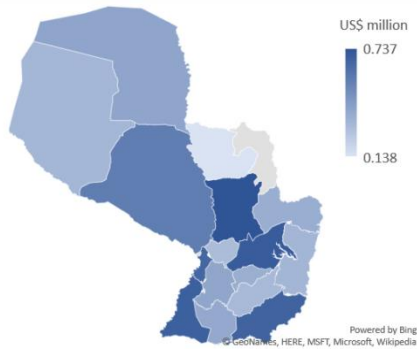 US$ million
0.737
0.138
Powered by Bing
© GeoNames, HERE, MSFT, Microsoft, Wikipedia